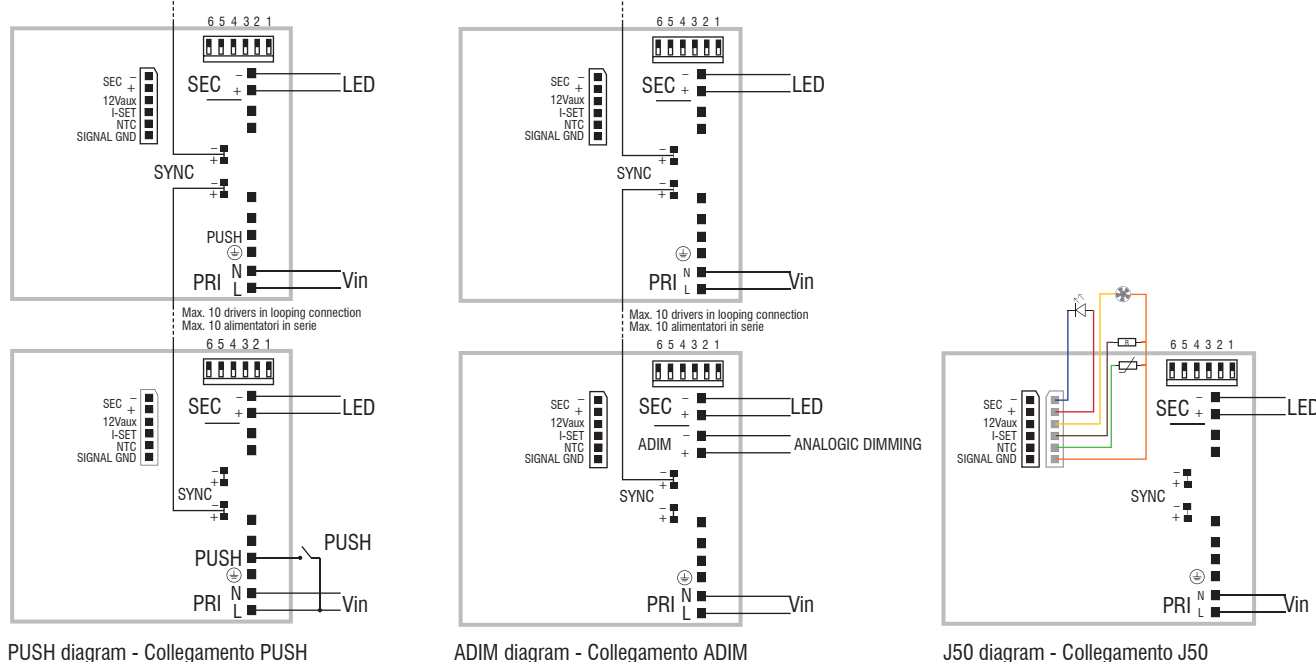 6 5 4 3 2 1
SEC -
+
12Vaux
I-SET
NTC
SIGNAL GND
SEC -
+
LED
-
+
SYNC
-
+
PUSH
N
PRI
L
Vin
Max. 10 drivers in looping connection
Max. 10 alimentatori in serie
6 5 4 3 2 1
SEC -
+
12Vaux
I-SET
NTC
SIGNAL GND
SEC -
+
LED
-
+
SYNC
-
+
PUSH
PUSH
N
PRI
L
Vin
PUSH diagram - Collegamento PUSH
6 5 4 3 2 1
SEC -
+
12Vaux
I-SET
NTC
SIGNAL GND
SEC -
+
LED
-
+
SYNC
-
+
N
PRI
L
Vin
Max. 10 drivers in looping connection
Max. 10 alimentatori in serie
6 5 4 3 2 1
SEC -
+
12Vaux
I-SET
NTC
SIGNAL GND
SEC -
+
LED
ADIM -
+
ANALOGIC DIMMING
-
+
SYNC
-
+
N
PRI
L
Vin
ADIM diagram - Collegamento ADIM
R
6 5 4 3 2 1
SEC -
+
12Vaux
I-SET
NTC
SIGNAL GND
SEC -
+
LED
-
+
SYNC
-
+
N
PRI
L
Vin
J50 diagram - Collegamento J50